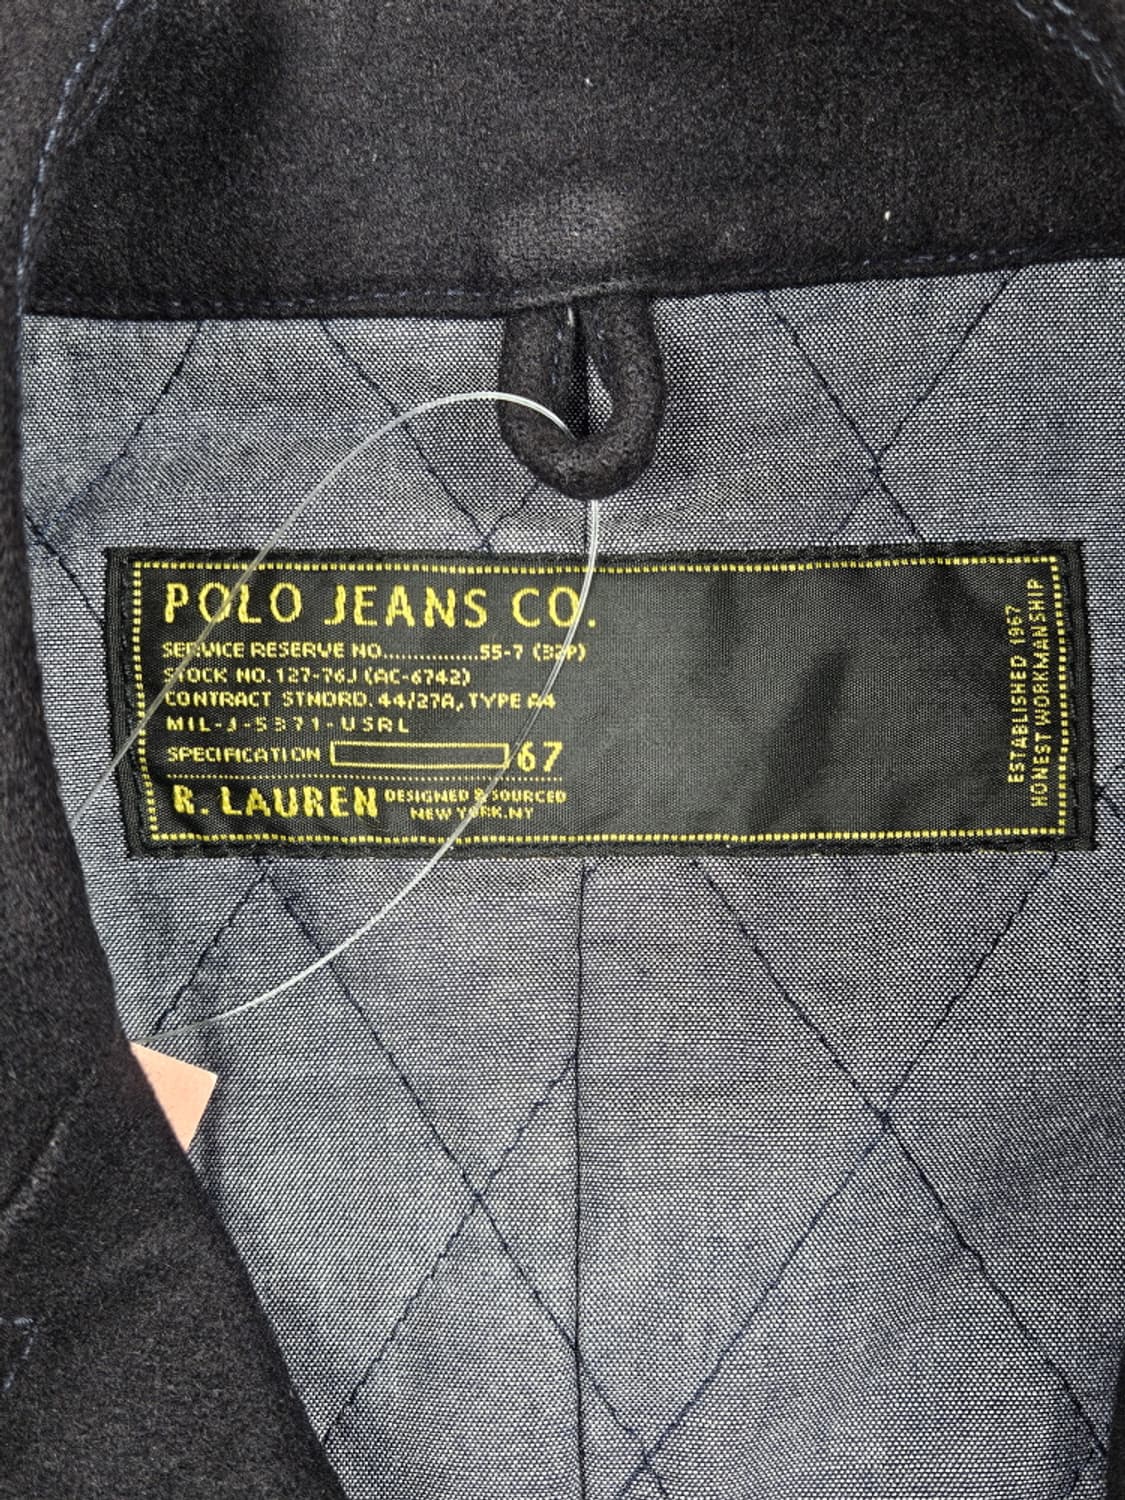 POLO JEANS CO.
SERVICE RESERVE NO..............55-7 (32P)
STOCK NO. 127-76J (AC-6742)
CONTRACT STNDRD. 44/27A, TYPE A4
MIL-J-5371-USRL
SPECIFICATION 67
R. LAUREN DESIGNED & SOURCED
NEW YORK.NY
ESTABLISHED 1967
HONEST WORKMANSHIP